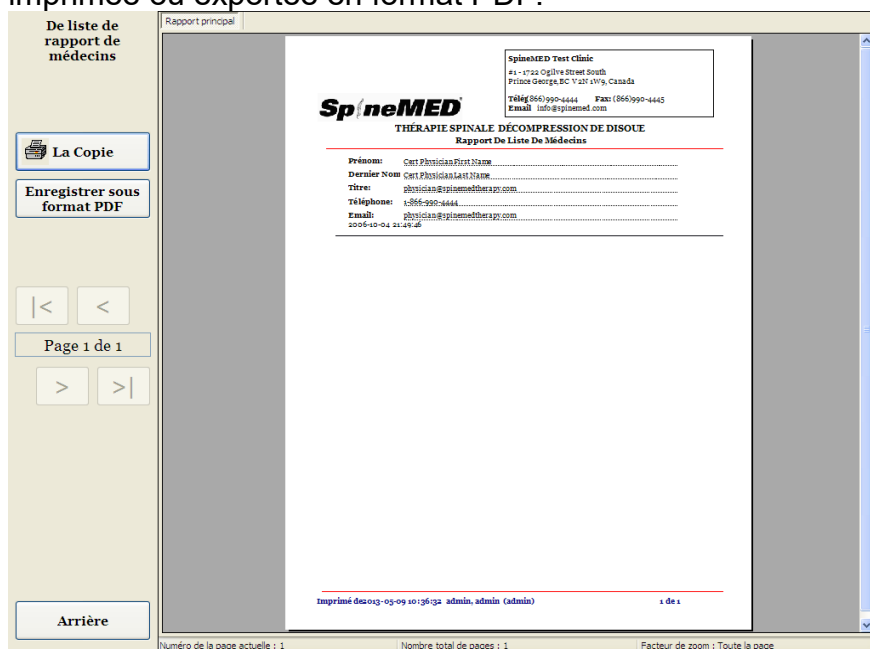 imprimée ou exportée en format PDF.
De liste de
rapport de
médecins
La Copie
Enregistrer sous
format PDF
|< <
Page 1 de 1
> >|
Arrière
Rapport principal
SpineMED Test Clinic
#1 - 1722 Ogilve Street South
Prince George, BC V2N 1W9, Canada
Télég(866)990-4444 Fax: (866)990-4445
Email info@spinemed.com
SpineMED
THÉRAPIE SPINALE DÉCOMPRESSION DE DISQUE
Rapport De Liste De Médecins
Prénom: Cert Physician First Name
Dernier Nom Cert Physician Last Name
Titre: physician@spinemedtherapy.com
Téléphone: 1-866-990-4444
Email: physician@spinemedtherapy.com
2006-10-04 21:49:46
Imprimé de2013-05-09 10:36:32 admin, admin (admin) 1 de 1
Numéro de la page actuelle : 1 Nombre total de pages : 1 Facteur de zoom : Toute la page